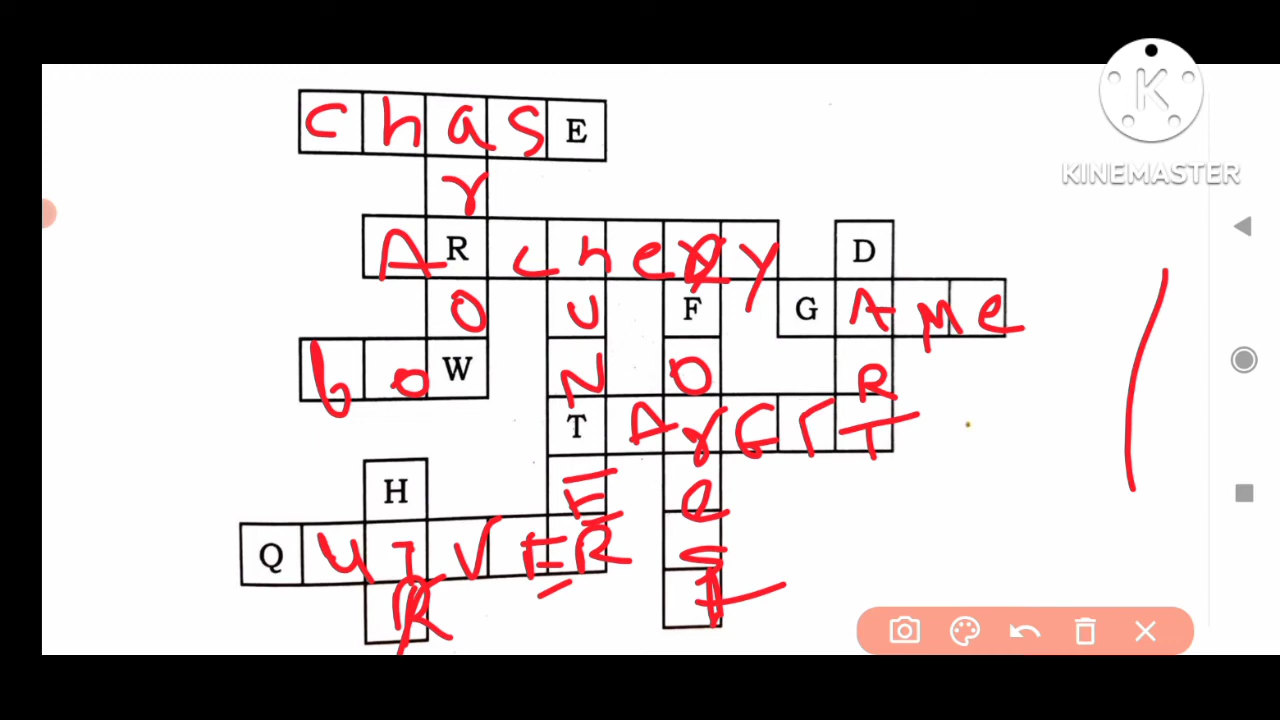 K
KINEMASTER
chasE
r
ARcheRy D
o U F GAMe
boW N O R
TArGET
H E e
QUIVER s
R t